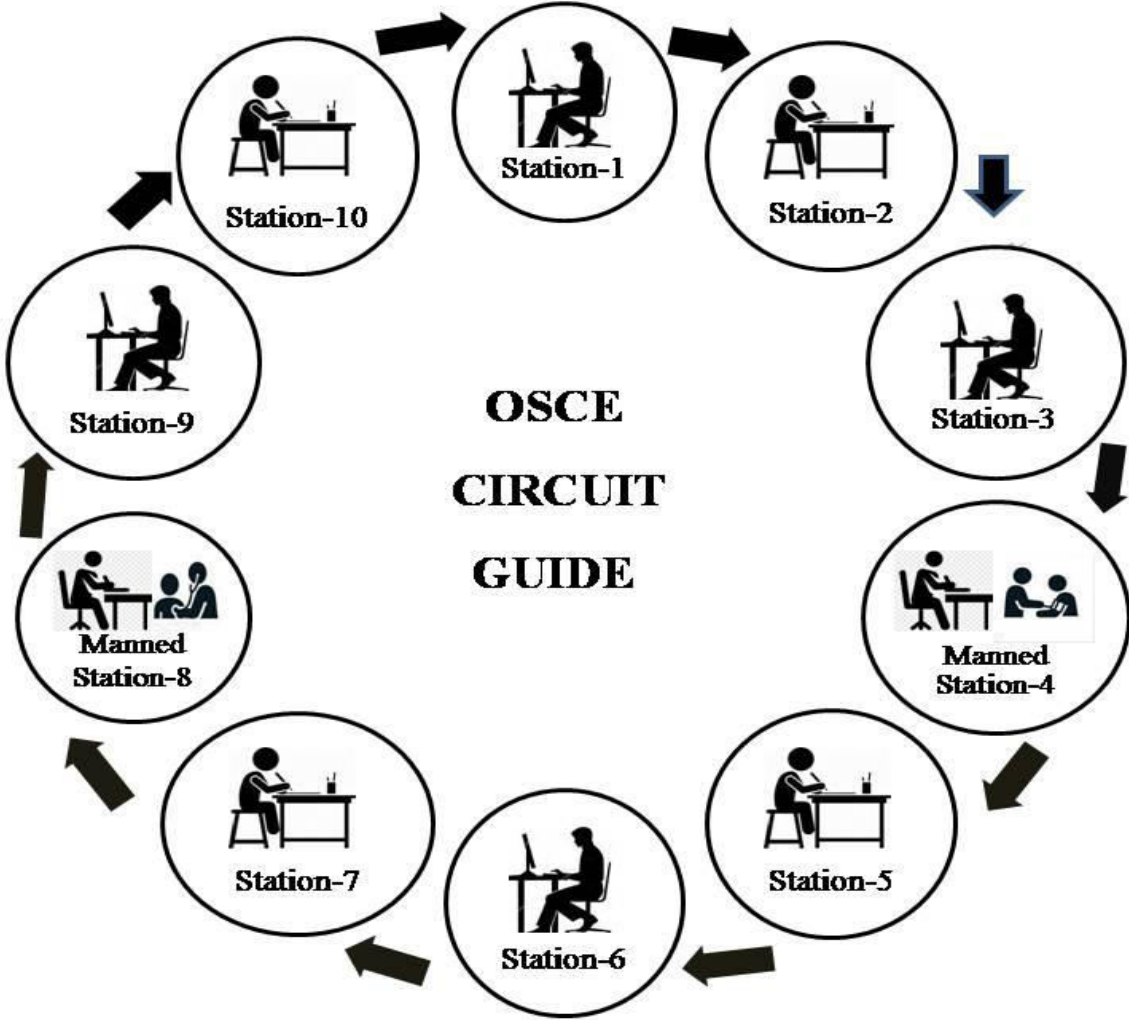 OSCE
CIRCUIT
GUIDE
Station-1
Station-2
Station-3
Manned
Station-4
Station-5
Station-6
Station-7
Manned
Station-8
Station-9
Station-10